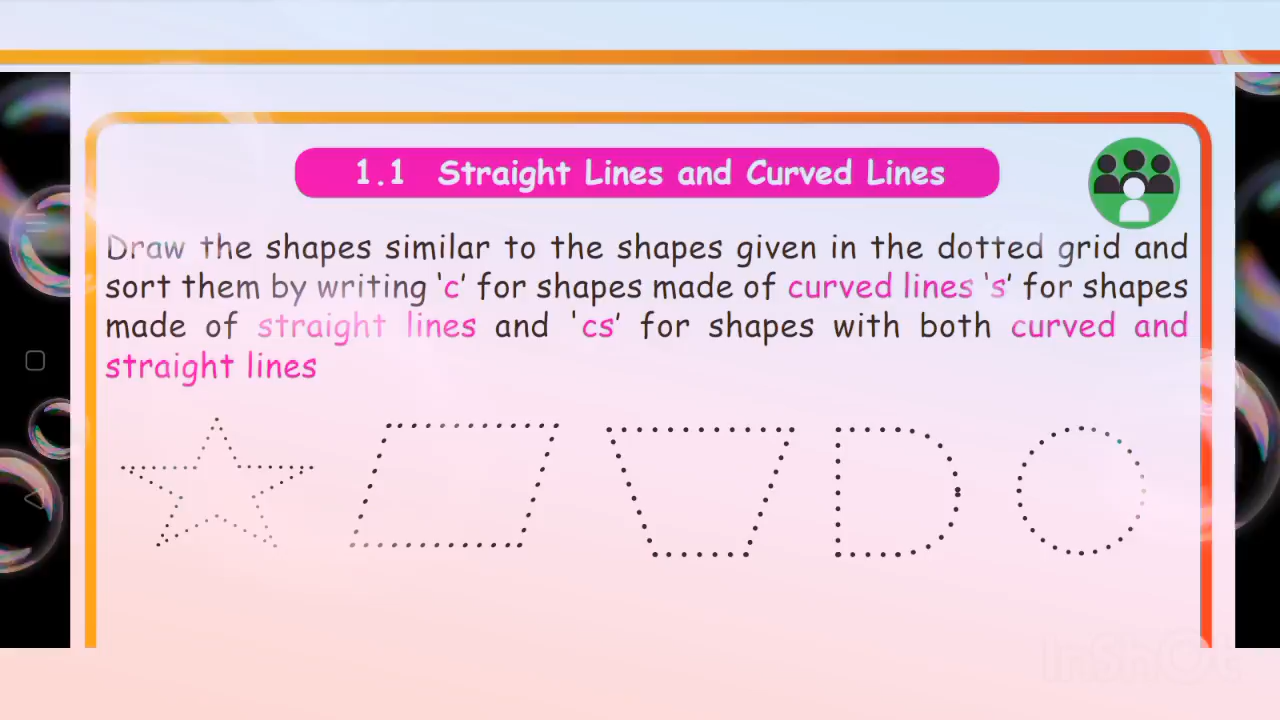 1.1 Straight Lines and Curved Lines
Draw the shapes similar to the shapes given in the dotted grid and
sort them by writing 'c' for shapes made of curved lines 's' for shapes
made of straight lines and 'cs' for shapes with both curved and
straight lines
InShOt